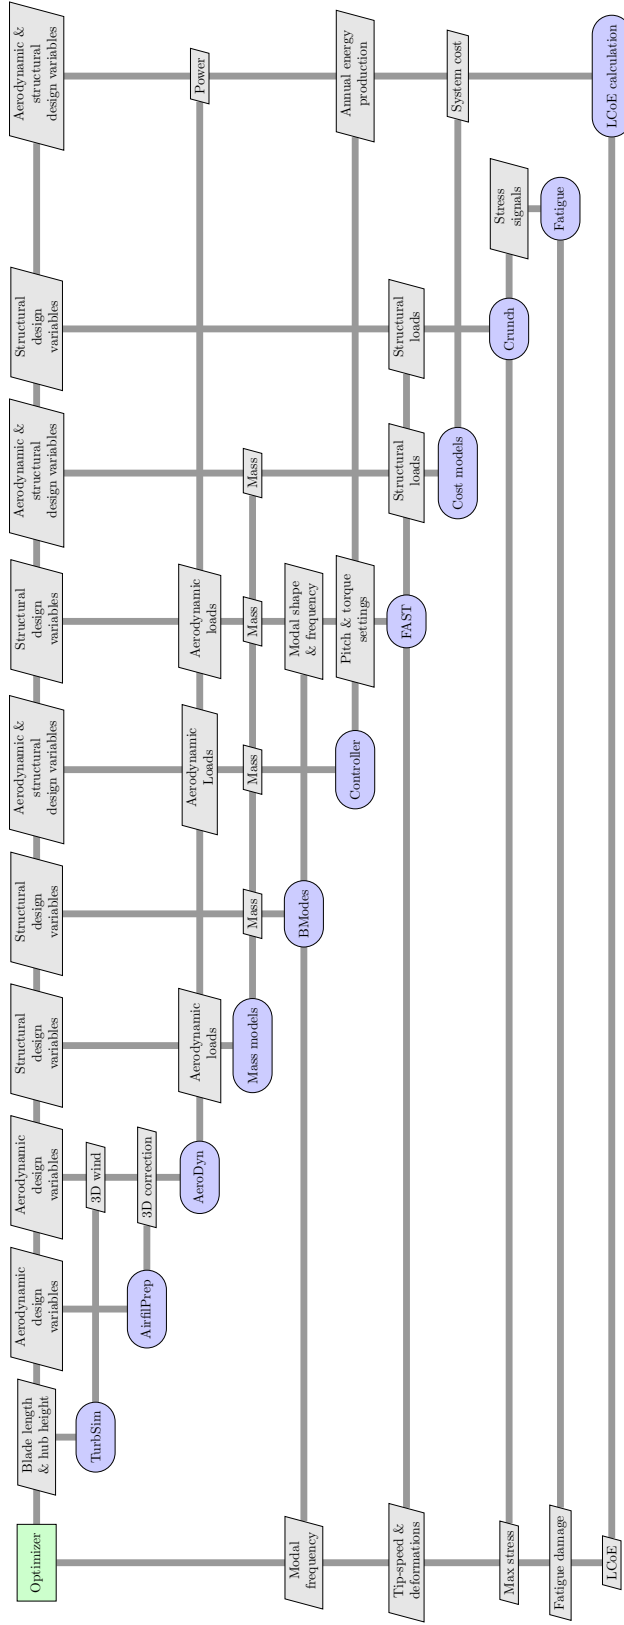 Optimizer
Blade length
& hub height
Aerodynamic
design
variables
Aerodynamic
design
variables
Structural
design
variables
Structural
design
variables
Aerodynamic &
structural
design variables
Structural
design
variables
Aerodynamic &
structural
design variables
Structural
design
variables
Aerodynamic &
structural
design variables
TurbSim
3D wind
AirfilPrep
3D correction
AeroDyn
Aerodynamic
loads
Aerodynamic
Loads
Aerodynamic
loads
Power
Mass models
Mass
Mass
Mass
Mass
Modal
frequency
BModes
Modal shape
& frequency
Controller
Pitch & torque
settings
Annual energy
production
Tip-speed &
deformations
FAST
Structural
loads
Structural
loads
Cost models
System cost
Max stress
Crunch
Stress
signals
Fatigue damage
Fatigue
LCoE
LCoE calculation